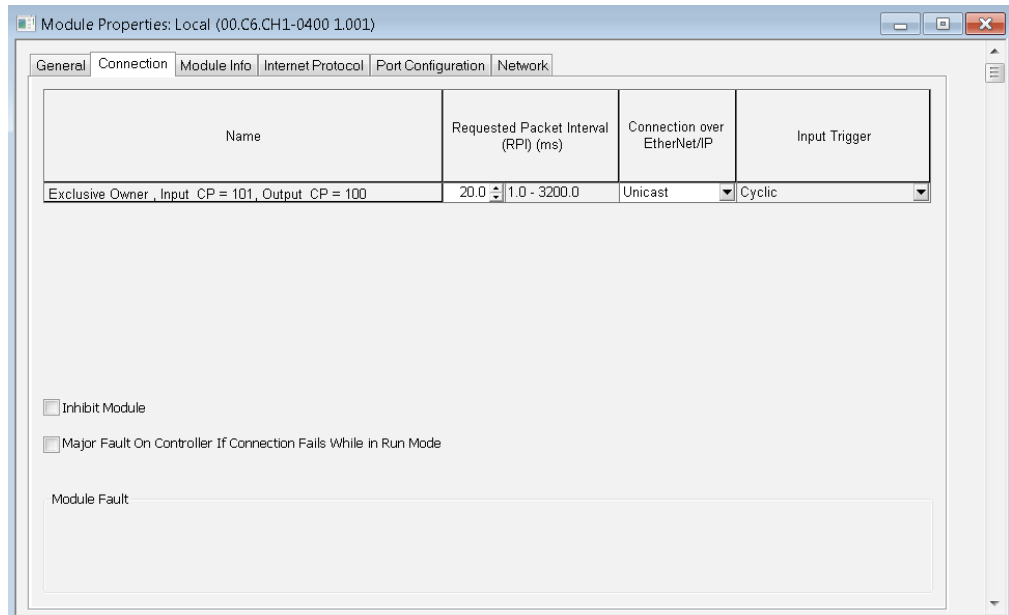 Module Properties: Local (00.C6.CH1-0400 1.001)
General Connection Module Info Internet Protocol Port Configuration Network
Name
Requested Packet Interval
(RPI) (ms)
Connection over
EtherNet/IP
Input Trigger
Exclusive Owner , Input CP = 101, Output CP = 100 20.0 1.0 - 3200.0 Unicast Cyclic
Inhibit Module
Major Fault On Controller If Connection Fails While in Run Mode
Module Fault